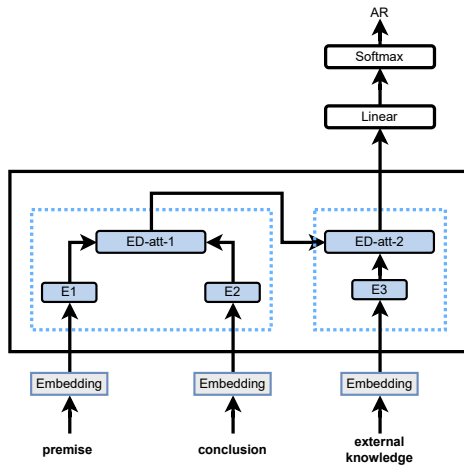 AR
Softmax
Linear
ED-att-1
ED-att-2
E1
E2
E3
Embedding
Embedding
Embedding
premise
conclusion
external
knowledge